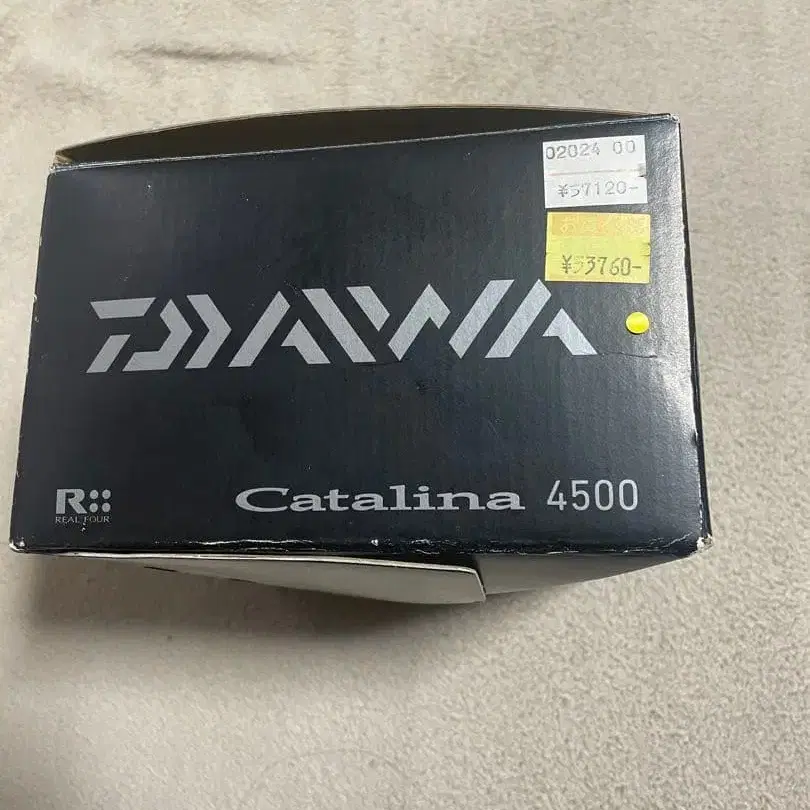 02024 00
¥57120-
¥53760-
DAIWA
R
REAL FOUR
Catalina 4500